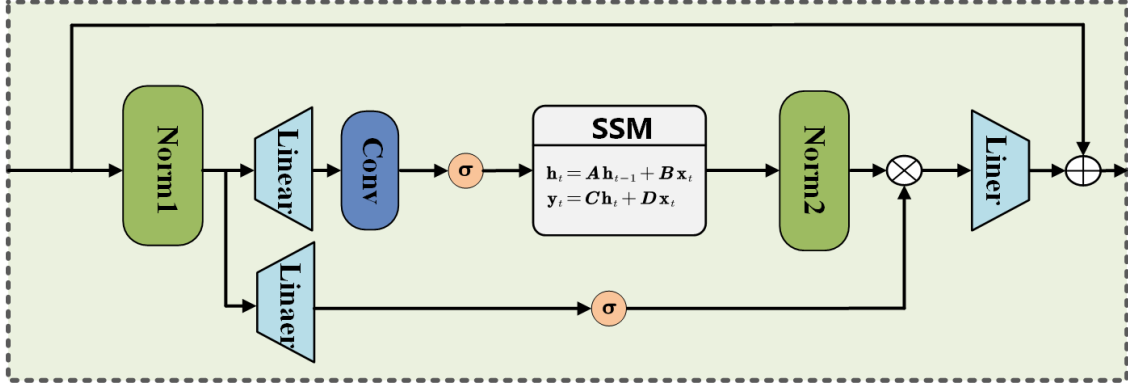 Norm1
Linear
Conv
σ
SSM
h_t = A h_{t-1} + B x_t
y_t = C h_t + D x_t
Norm2
Liner
Linaer
σ